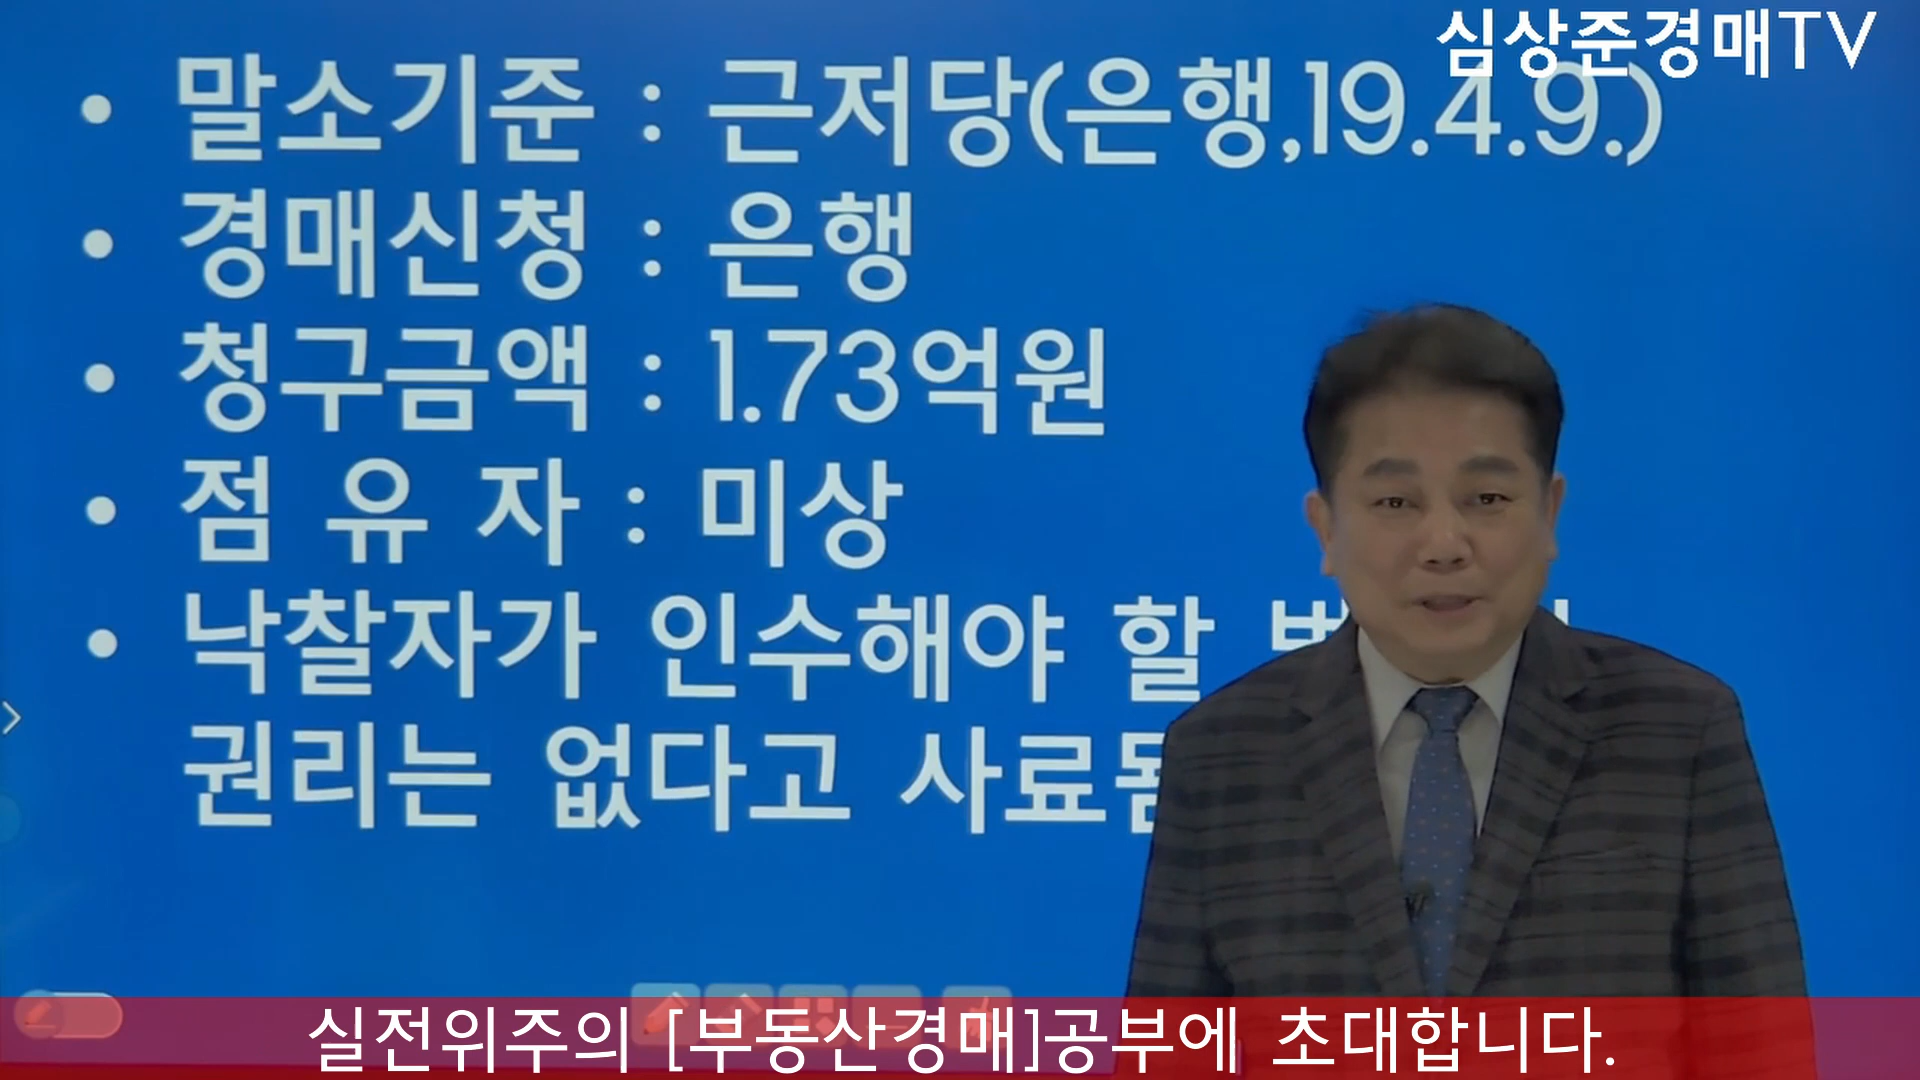 심상준경매TV
• 말소기준 : 근저당(은행,19.4.9.)
• 경매신청 : 은행
• 청구금액 : 1.73억원
• 점 유 자 : 미상
• 낙찰자가 인수해야 할
권리는 없다고 사료됨
실전위주의 [부동산경매]공부에 초대합니다.